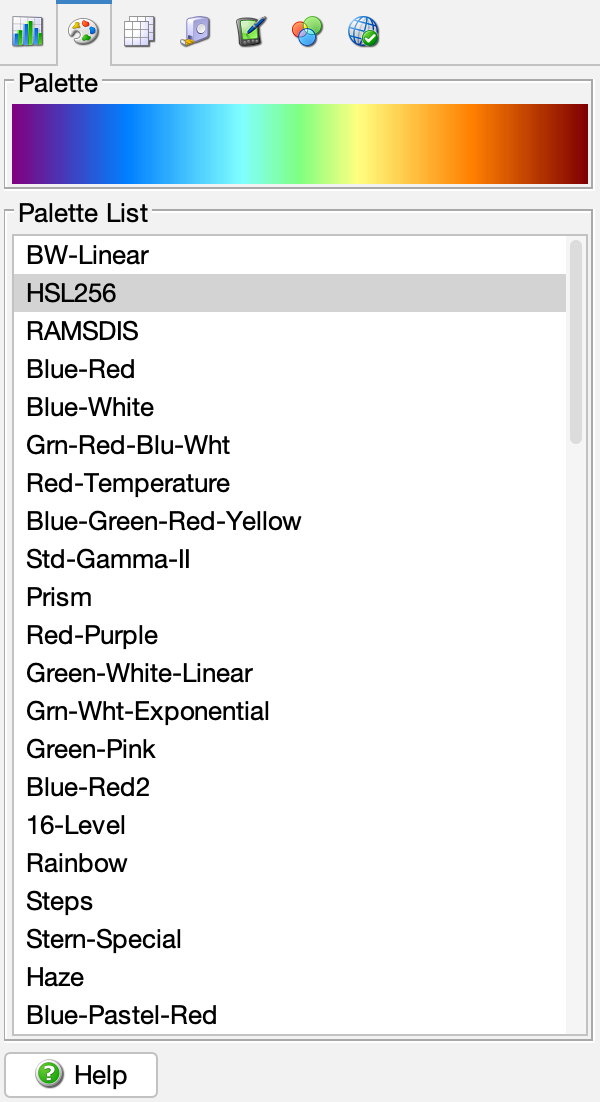 Palette
Palette List
BW-Linear
HSL256
RAMSDIS
Blue-Red
Blue-White
Grn-Red-Blu-Wht
Red-Temperature
Blue-Green-Red-Yellow
Std-Gamma-II
Prism
Red-Purple
Green-White-Linear
Grn-Wht-Exponential
Green-Pink
Blue-Red2
16-Level
Rainbow
Steps
Stern-Special
Haze
Blue-Pastel-Red
Help